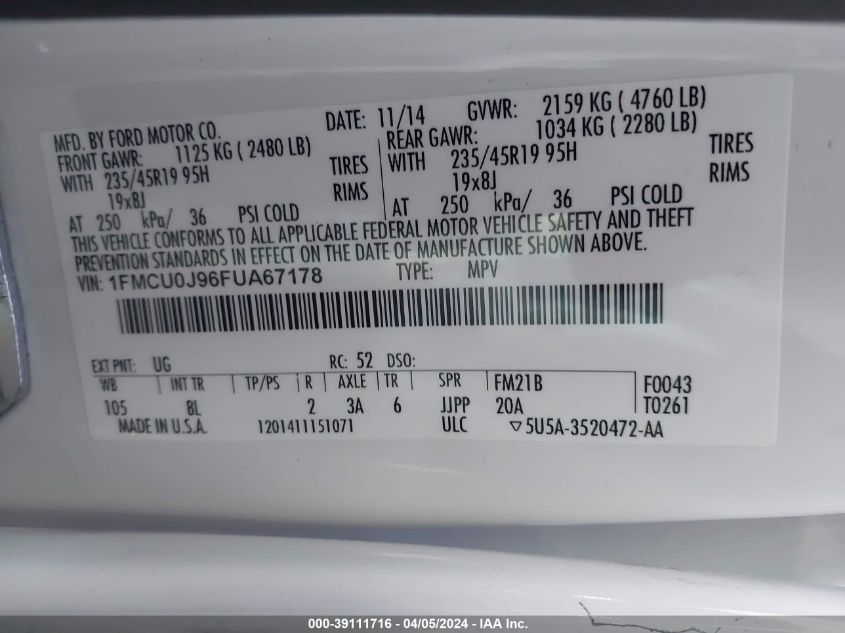 MFD. BY FORD MOTOR CO. DATE: 11/14 GVWR: 2159 KG ( 4760 LB)
FRONT GAWR: 1125 KG ( 2480 LB) REAR GAWR: 1034 KG ( 2280 LB)
WITH 235/45R19 95H TIRES WITH 235/45R19 95H TIRES
19x8J RIMS 19x8J RIMS
AT 250 kPa/ 36 PSI COLD AT 250 kPa/ 36 PSI COLD
THIS VEHICLE CONFORMS TO ALL APPLICABLE FEDERAL MOTOR VEHICLE SAFETY AND THEFT
PREVENTION STANDARDS IN EFFECT ON THE DATE OF MANUFACTURE SHOWN ABOVE.
VIN: 1FMCU0J96FUA67178 TYPE: MPV
EXT PNT: UG RC: 52 DSO:
WB INT TR TP/PS R AXLE TR SPR FM21B F0043
105 8L 2 3A 6 JJPP 20A T0261
MADE IN U.S.A. 1201411151071 ULC ▽5U5A-3520472-AA
000-39111716 - 04/05/2024 - IAA Inc.